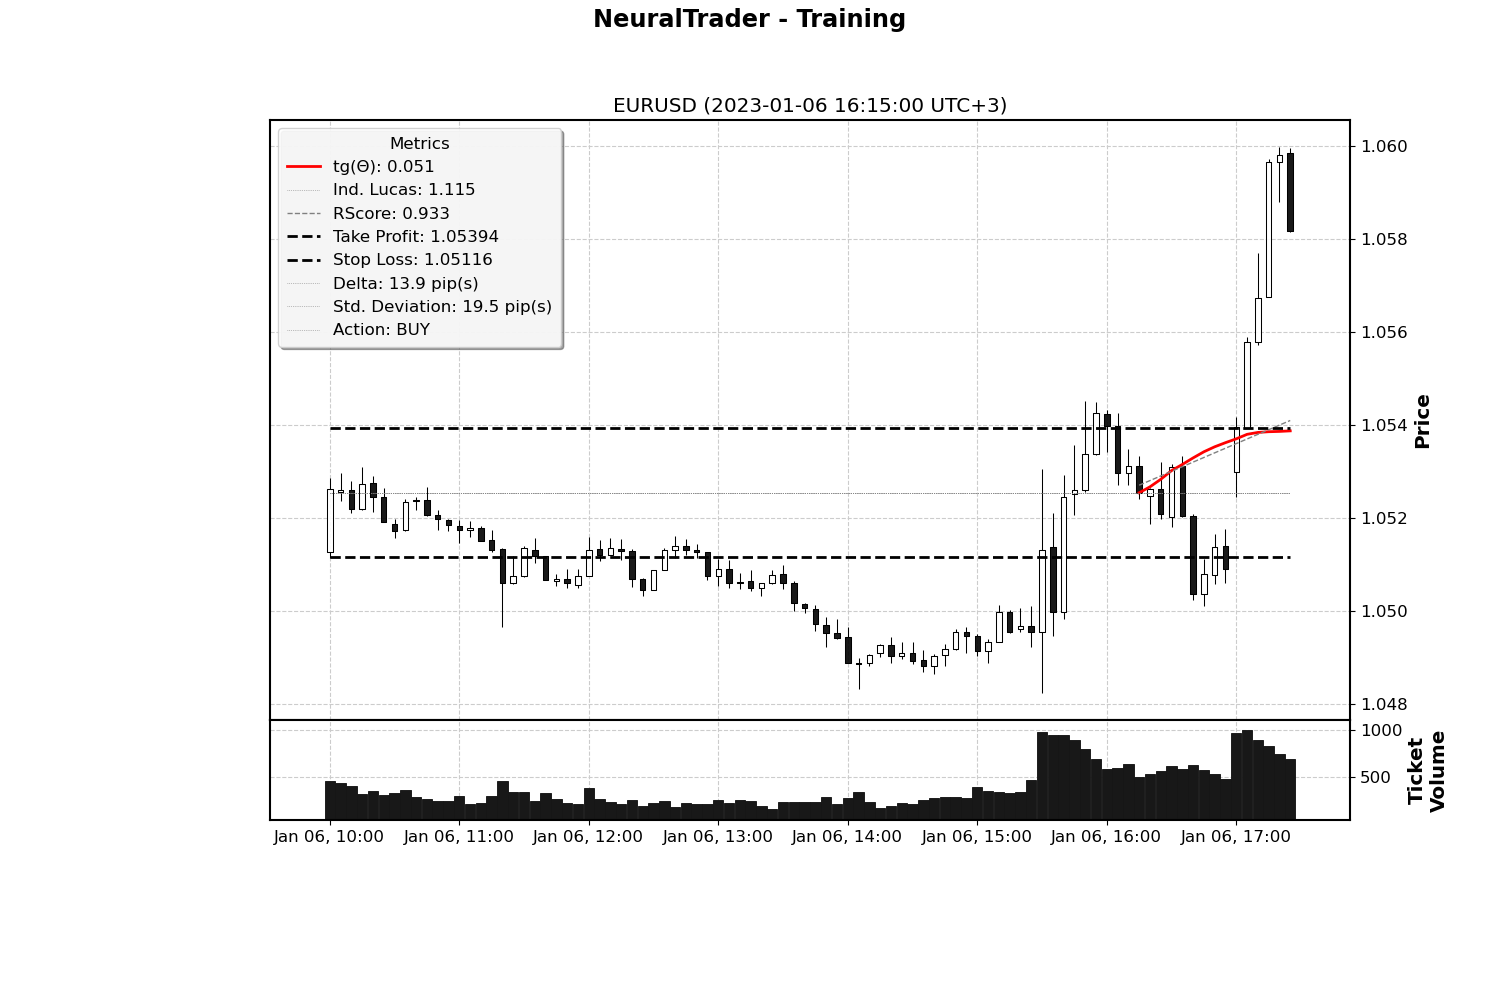 NeuralTrader - Training
EURUSD (2023-01-06 16:15:00 UTC+3)
Metrics
tg(Θ): 0.051
Ind. Lucas: 1.115
RScore: 0.933
Take Profit: 1.05394
Stop Loss: 1.05116
Delta: 13.9 pip(s)
Std. Deviation: 19.5 pip(s)
Action: BUY
1.060
1.058
1.056
1.054
1.052
1.050
1.048
Price
1000
500
Ticket
Volume
Jan 06, 10:00
Jan 06, 11:00
Jan 06, 12:00
Jan 06, 13:00
Jan 06, 14:00
Jan 06, 15:00
Jan 06, 16:00
Jan 06, 17:00